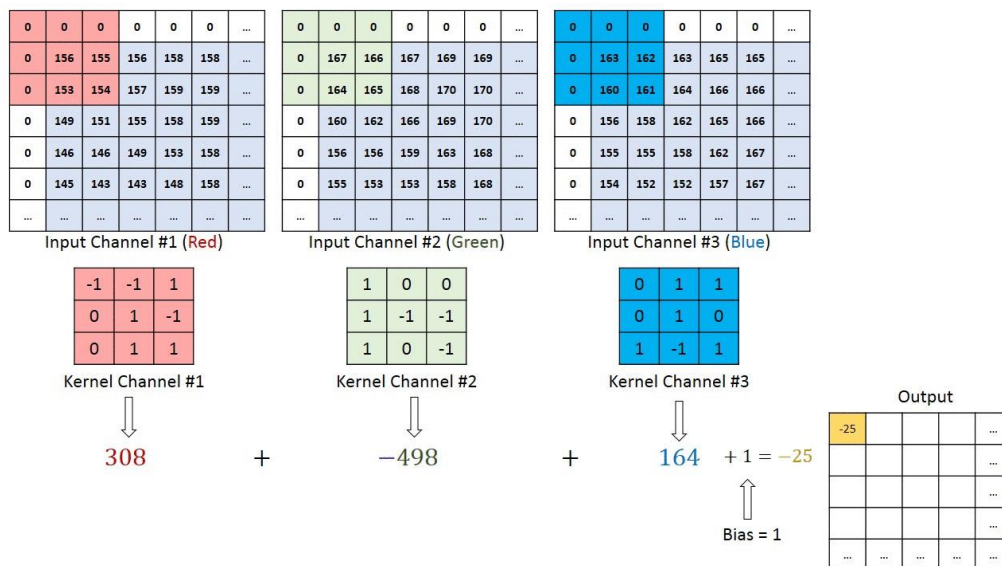 0 0 0 0 0 0 ...
0 156 155 156 158 158 ...
0 153 154 157 159 159 ...
0 149 151 155 158 159 ...
0 146 146 149 153 158 ...
0 145 143 143 148 158 ...
... ... ... ... ... ... ...
Input Channel #1 (Red)
0 0 0 0 0 0 ...
0 167 166 167 169 169 ...
0 164 165 168 170 170 ...
0 160 162 166 169 170 ...
0 156 156 159 163 168 ...
0 155 153 153 158 168 ...
... ... ... ... ... ... ...
Input Channel #2 (Green)
0 0 0 0 0 0 ...
0 163 162 163 165 165 ...
0 160 161 164 166 166 ...
0 156 158 162 165 166 ...
0 155 155 158 162 167 ...
0 154 152 152 157 167 ...
... ... ... ... ... ... ...
Input Channel #3 (Blue)
-1 -1 1
0 1 -1
0 1 1
Kernel Channel #1
1 0 0
1 -1 -1
1 0 -1
Kernel Channel #2
0 1 1
0 1 0
1 -1 1
Kernel Channel #3
308 + −498 + 164 + 1 = −25
Bias = 1
Output
-25 ...
...
...
...
... ... ... ... ...